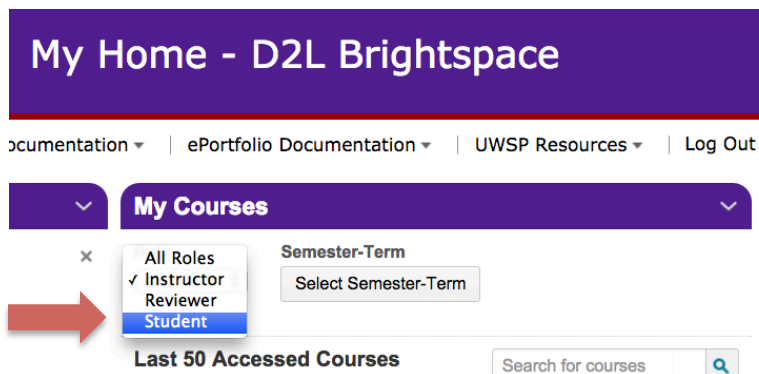 My Home - D2L Brightspace
ocumentation | ePortfolio Documentation | UWSP Resources | Log Out
My Courses
All Roles
✓ Instructor
Reviewer
Student
Semester-Term
Select Semester-Term
Last 50 Accessed Courses
Search for courses